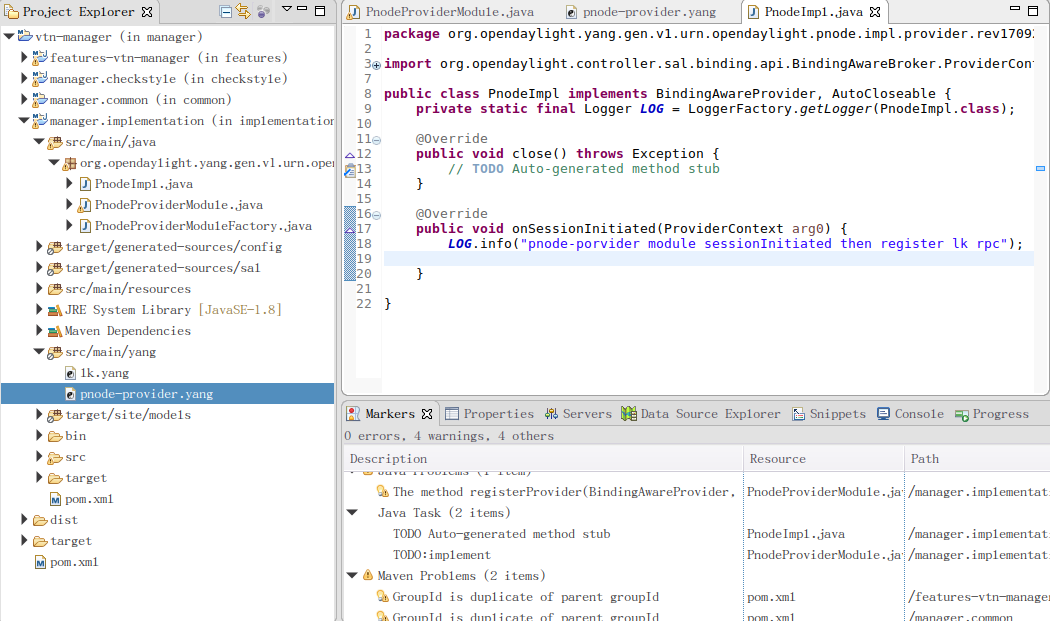 Project Explorer
vtn-manager (in manager)
features-vtn-manager (in features)
manager.checkstyle (in checkstyle)
manager.common (in common)
manager.implementation (in implementation
src/main/java
org.opendaylight.yang.gen.v1.urn.oper
PnodeImpl.java
PnodeProviderModule.java
PnodeProviderModuleFactory.java
target/generated-sources/config
target/generated-sources/sal
src/main/resources
JRE System Library [JavaSE-1.8]
Maven Dependencies
src/main/yang
lk.yang
pnode-provider.yang
target/site/models
bin
src
target
pom.xml
dist
target
pom.xml
PnodeProviderModule.java pnode-provider.yang PnodeImpl.java
1 package org.opendaylight.yang.gen.v1.urn.opendaylight.pnode.impl.provider.rev1709
2
3 import org.opendaylight.controller.sal.binding.api.BindingAwareBroker.ProviderCon
7
8 public class PnodeImpl implements BindingAwareProvider, AutoCloseable {
9 private static final Logger LOG = LoggerFactory.getLogger(PnodeImpl.class);
10
11 @Override
12 public void close() throws Exception {
13 // TODO Auto-generated method stub
14 }
15
16 @Override
17 public void onSessionInitiated(ProviderContext arg0) {
18 LOG.info("pnode-porvider module sessionInitiated then register lk rpc");
19
20 }
21
22 }
Markers Properties Servers Data Source Explorer Snippets Console Progress
0 errors, 4 warnings, 4 others
Description Resource Path
Java Problems (1 item)
The method registerProvider(BindingAwareProvider, PnodeProviderModule.ja /manager.implementati
Java Task (2 items)
TODO Auto-generated method stub PnodeImpl.java /manager.implementati
TODO:implement PnodeProviderModule.ja /manager.implementati
Maven Problems (2 items)
GroupId is duplicate of parent groupId pom.xml /features-vtn-manager
GroupId is duplicate of parent groupId pom.xml /manager.common